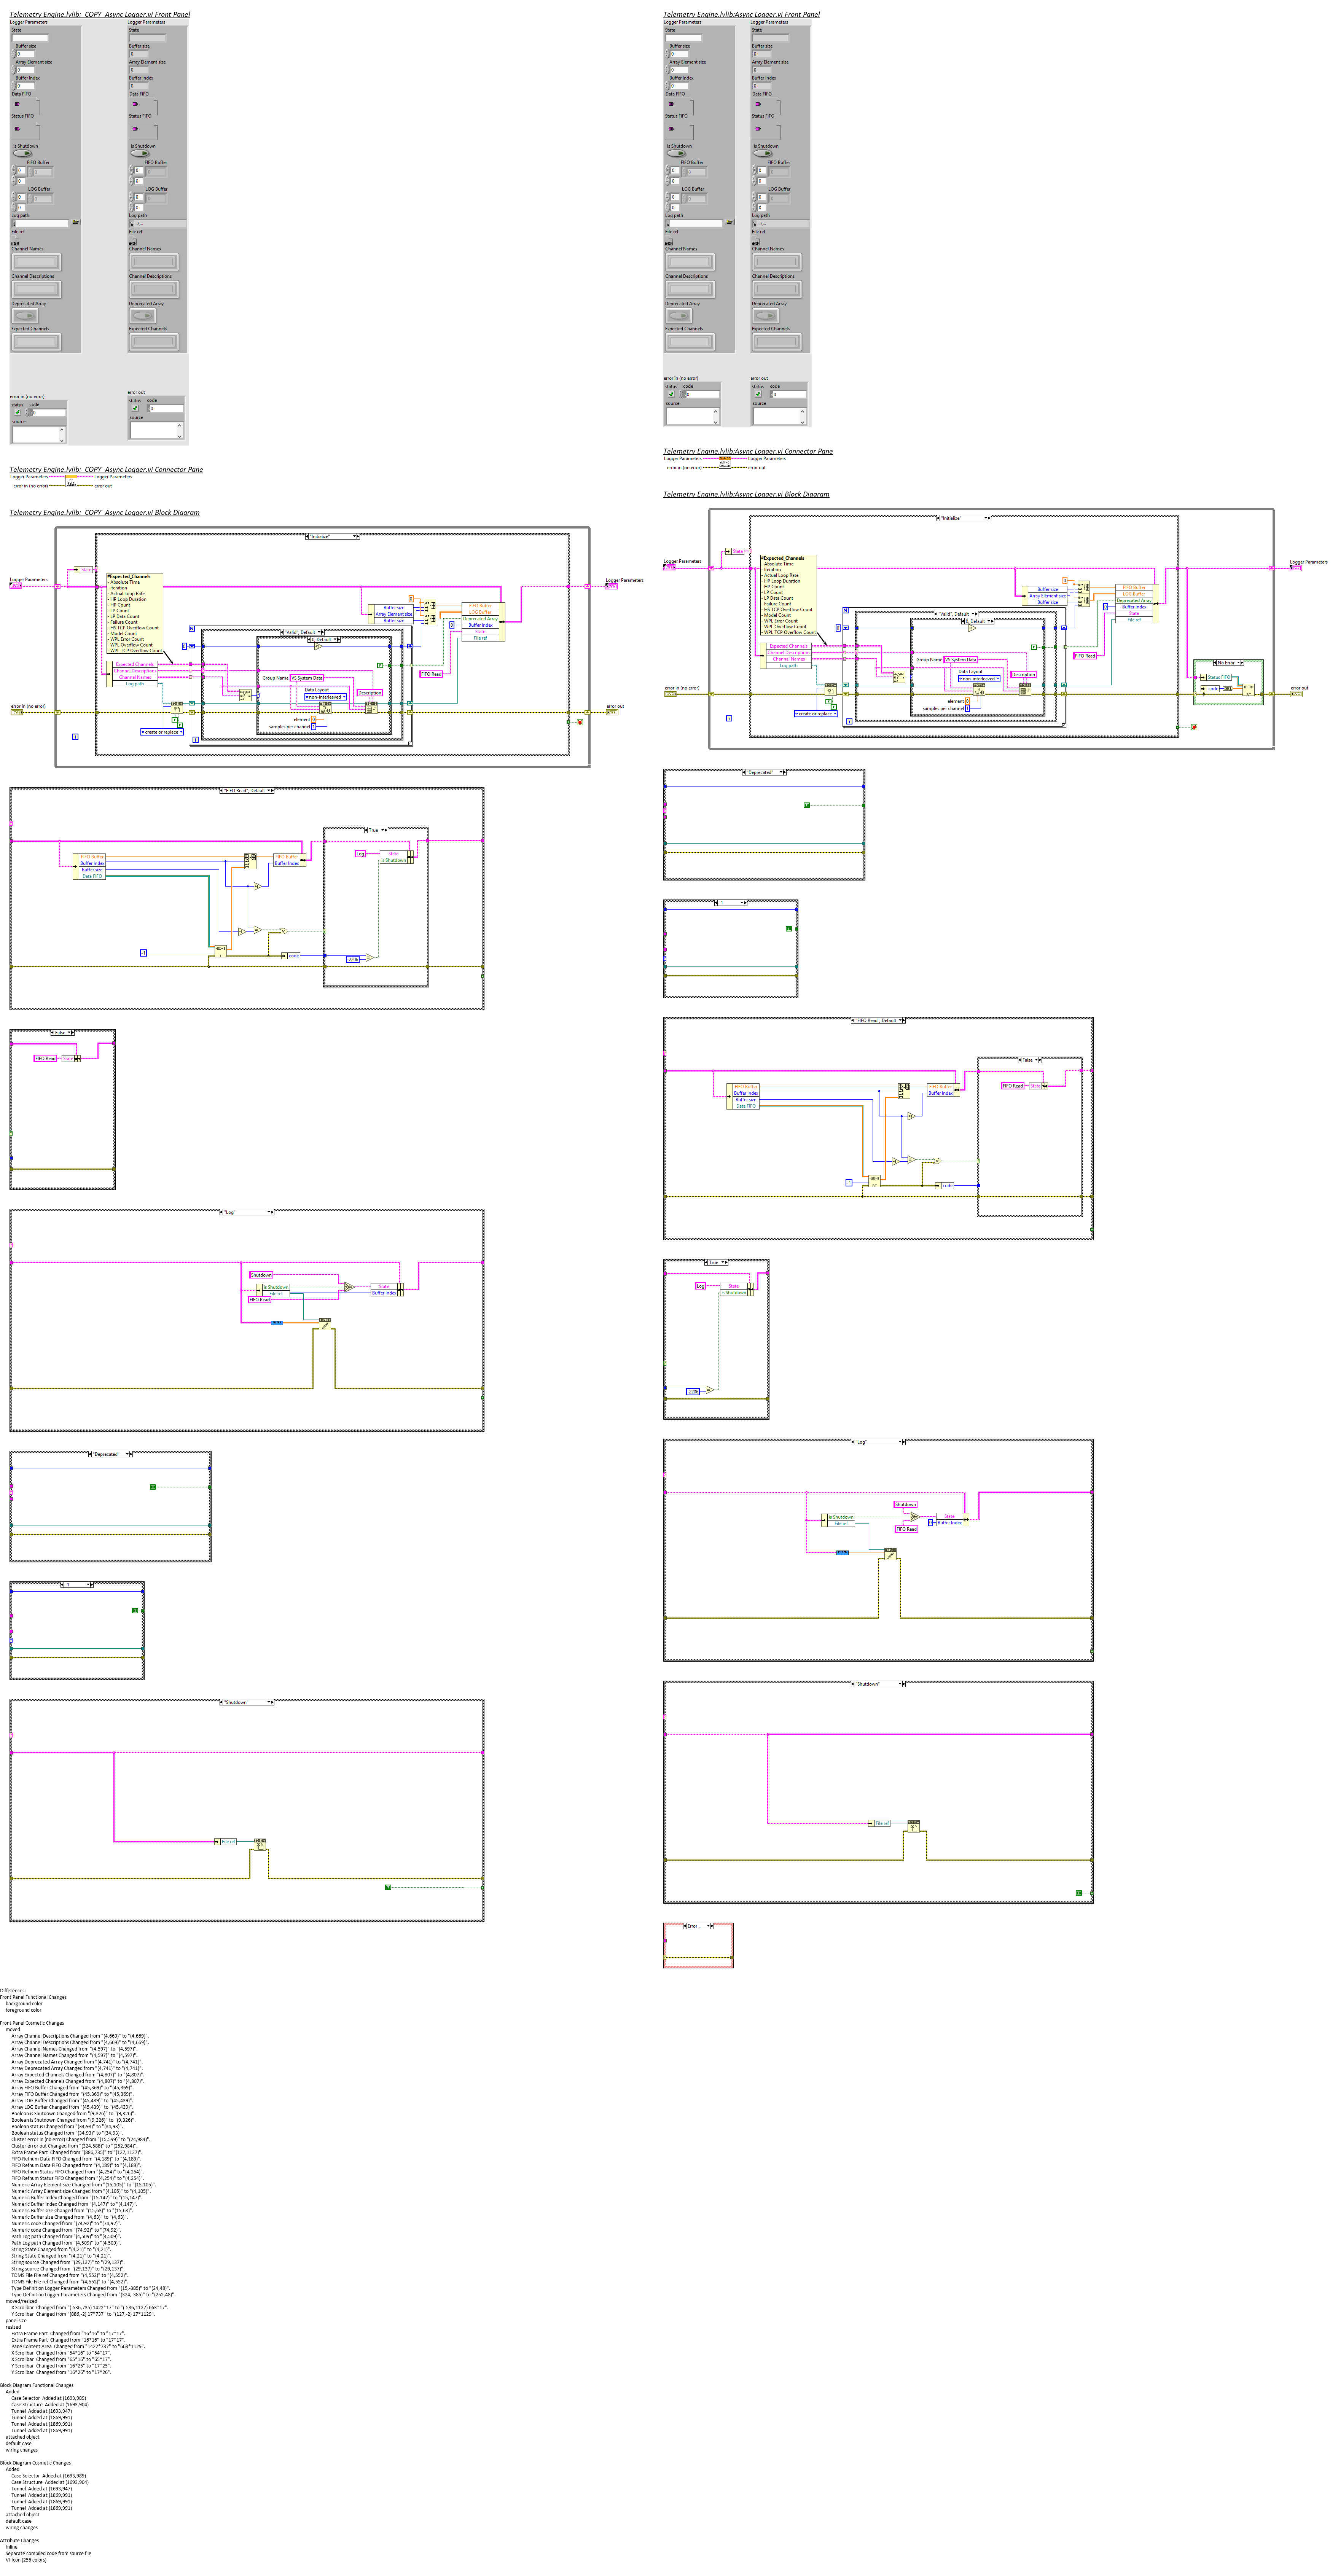 Telemetry Engine.lvlib:_COPY_Async Logger.vi Front Panel
Logger Parameters
Logger Parameters
State
Buffer size
0
Array Element size
0
Buffer Index
0
Data FIFO
Status FIFO
is Shutdown
FIFO Buffer
0
0
LOG Buffer
0
0
Log path
File ref
Channel Names
Channel Descriptions
Deprecated Array
Expected Channels
error in (no error)
status code
0
source
State
Buffer size
0
Array Element size
0
Buffer Index
0
Data FIFO
Status FIFO
is Shutdown
FIFO Buffer
0
0
LOG Buffer
0
0
Log path
File ref
Channel Names
Channel Descriptions
Deprecated Array
Expected Channels
error out
status code
0
source
Telemetry Engine.lvlib:_COPY_Async Logger.vi Connector Pane
Logger Parameters
Logger Parameters
error in (no error)
error out
Telemetry Engine.lvlib:_COPY_Async Logger.vi Block Diagram
"Initialize"
State
Logger Parameters
Logger Parameters
#Expected_Channels
- Absolute Time
- Iteration
- Actual Loop Rate
- HP Loop Duration
- HP Count
- LP Count
- LP Data Count
- Failure Count
- HS TCP Overflow Count
- Model Count
- WPL Error Count
- WPL Overflow Count
- WPL TCP Overflow Count
Buffer size
Array Element size
Buffer size
FIFO Buffer
LOG Buffer
Deprecated Array
Buffer Index
State
File ref
"Valid", Default
0, Default
Expected Channels
Channel Descriptions
Channel Names
Log path
Group Name
VS System Data
Data Layout
non-interleaved
Description
FIFO Read
element
samples per channel
error in (no error)
error out
create or replace
"FIFO Read", Default
True
FIFO Buffer
Buffer Index
Buffer size
Data FIFO
FIFO Buffer
Buffer Index
Log
State
is Shutdown
-1
code
-2206
False
FIFO Read
State
"Log"
Shutdown
is Shutdown
File ref
FIFO Read
State
Buffer Index
"Deprecated"
-1
"Shutdown"
File ref
Telemetry Engine.lvlib:Async Logger.vi Front Panel
Logger Parameters
Logger Parameters
State
Buffer size
0
Array Element size
0
Buffer Index
0
Data FIFO
Status FIFO
is Shutdown
FIFO Buffer
0
0
LOG Buffer
0
0
Log path
File ref
Channel Names
Channel Descriptions
Deprecated Array
Expected Channels
error in (no error)
status code
0
source
State
Buffer size
0
Array Element size
0
Buffer Index
0
Data FIFO
Status FIFO
is Shutdown
FIFO Buffer
0
0
LOG Buffer
0
0
Log path
File ref
Channel Names
Channel Descriptions
Deprecated Array
Expected Channels
error out
status code
0
source
Telemetry Engine.lvlib:Async Logger.vi Connector Pane
Logger Parameters
Logger Parameters
error in (no error)
error out
Telemetry Engine.lvlib:Async Logger.vi Block Diagram
"Initialize"
State
Logger Parameters
Logger Parameters
#Expected_Channels
- Absolute Time
- Iteration
- Actual Loop Rate
- HP Loop Duration
- HP Count
- LP Count
- LP Data Count
- Failure Count
- HS TCP Overflow Count
- Model Count
- WPL Error Count
- WPL Overflow Count
- WPL TCP Overflow Count
Buffer size
Array Element size
Buffer size
FIFO Buffer
LOG Buffer
Deprecated Array
Buffer Index
State
File ref
"Valid", Default
0, Default
Expected Channels
Channel Descriptions
Channel Names
Log path
Group Name
VS System Data
Data Layout
non-interleaved
Description
FIFO Read
element
samples per channel
No Error
Status FIFO
code
error in (no error)
error out
create or replace
"Deprecated"
-1
"FIFO Read", Default
False
FIFO Buffer
Buffer Index
Buffer size
Data FIFO
FIFO Buffer
Buffer Index
FIFO Read
State
-1
code
True
Log
State
is Shutdown
-2206
"Log"
Shutdown
is Shutdown
File ref
FIFO Read
State
Buffer Index
"Shutdown"
File ref
Error
Differences:
Front Panel Functional Changes
background color
foreground color
Front Panel Cosmetic Changes
moved
Array Channel Descriptions Changed from "(4,669)" to "(4,669)".
Array Channel Descriptions Changed from "(4,669)" to "(4,669)".
Array Channel Names Changed from "(4,597)" to "(4,597)".
Array Channel Names Changed from "(4,597)" to "(4,597)".
Array Deprecated Array Changed from "(4,741)" to "(4,741)".
Array Deprecated Array Changed from "(4,741)" to "(4,741)".
Array Expected Channels Changed from "(4,807)" to "(4,807)".
Array Expected Channels Changed from "(4,807)" to "(4,807)".
Array FIFO Buffer Changed from "(45,369)" to "(45,369)".
Array FIFO Buffer Changed from "(45,369)" to "(45,369)".
Array LOG Buffer Changed from "(45,439)" to "(45,439)".
Array LOG Buffer Changed from "(45,439)" to "(45,439)".
Boolean is Shutdown Changed from "(9,326)" to "(9,326)".
Boolean is Shutdown Changed from "(9,326)" to "(9,326)".
Boolean status Changed from "(34,93)" to "(34,93)".
Boolean status Changed from "(34,93)" to "(34,93)".
Cluster error in (no error) Changed from "(15,599)" to "(24,984)".
Cluster error out Changed from "(324,588)" to "(252,984)".
Extra Frame Part Changed from "(886,735)" to "(127,1127)".
FIFO Refnum Data FIFO Changed from "(4,189)" to "(4,189)".
FIFO Refnum Data FIFO Changed from "(4,189)" to "(4,189)".
FIFO Refnum Status FIFO Changed from "(4,254)" to "(4,254)".
FIFO Refnum Status FIFO Changed from "(4,254)" to "(4,254)".
Numeric Array Element size Changed from "(15,105)" to "(15,105)".
Numeric Array Element size Changed from "(4,105)" to "(4,105)".
Numeric Buffer Index Changed from "(15,147)" to "(15,147)".
Numeric Buffer Index Changed from "(4,147)" to "(4,147)".
Numeric Buffer size Changed from "(15,63)" to "(15,63)".
Numeric Buffer size Changed from "(4,63)" to "(4,63)".
Numeric code Changed from "(74,92)" to "(74,92)".
Numeric code Changed from "(74,92)" to "(74,92)".
Path Log path Changed from "(4,509)" to "(4,509)".
Path Log path Changed from "(4,509)" to "(4,509)".
String State Changed from "(4,21)" to "(4,21)".
String State Changed from "(4,21)" to "(4,21)".
String source Changed from "(29,137)" to "(29,137)".
String source Changed from "(29,137)" to "(29,137)".
TDMS File File ref Changed from "(4,552)" to "(4,552)".
TDMS File File ref Changed from "(4,552)" to "(4,552)".
Type Definition Logger Parameters Changed from "(15,-385)" to "(24,48)".
Type Definition Logger Parameters Changed from "(324,-385)" to "(252,48)".
moved/resized
X Scrollbar Changed from "(-536,735) 1422*17" to "(-536,1127) 663*17".
Y Scrollbar Changed from "(886,-2) 17*737" to "(127,-2) 17*1129".
panel size
resized
Extra Frame Part Changed from "16*16" to "17*17".
Extra Frame Part Changed from "16*16" to "17*17".
Pane Content Area Changed from "1422*737" to "663*1129".
X Scrollbar Changed from "54*16" to "54*17".
X Scrollbar Changed from "65*16" to "65*17".
Y Scrollbar Changed from "16*25" to "17*25".
Y Scrollbar Changed from "16*26" to "17*26".
Block Diagram Functional Changes
Added
Case Selector Added at (1693,989)
Case Structure Added at (1693,904)
Tunnel Added at (1693,947)
Tunnel Added at (1869,991)
Tunnel Added at (1869,991)
Tunnel Added at (1869,991)
attached object
default case
wiring changes
Block Diagram Cosmetic Changes
Added
Case Selector Added at (1693,989)
Case Structure Added at (1693,904)
Tunnel Added at (1693,947)
Tunnel Added at (1869,991)
Tunnel Added at (1869,991)
Tunnel Added at (1869,991)
attached object
default case
wiring changes
Attribute Changes
inline
Separate compiled code from source file
VI Icon (256 colors)